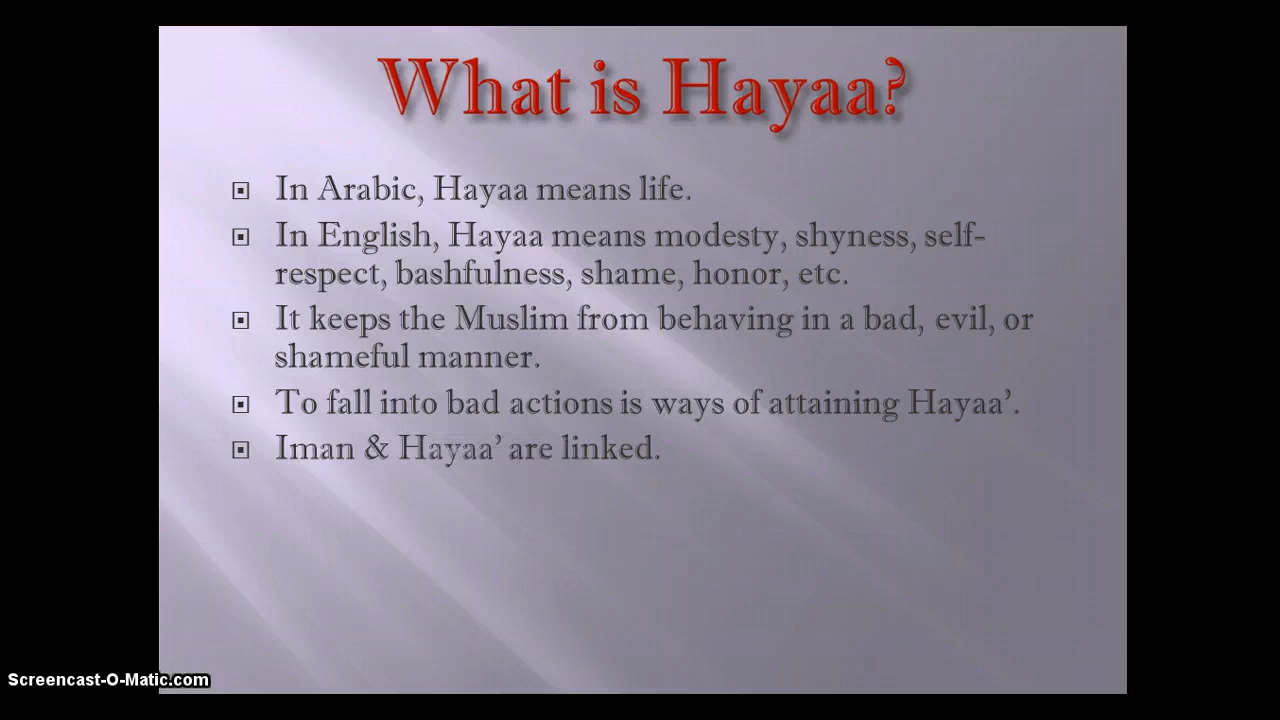 What is Hayaa?
In Arabic, Hayaa means life.
In English, Hayaa means modesty, shyness, self-
respect, bashfulness, shame, honor, etc.
It keeps the Muslim from behaving in a bad, evil, or
shameful manner.
To fall into bad actions is ways of attaining Hayaa’.
Iman & Hayaa’ are linked.
Screencast-O-Matic.com